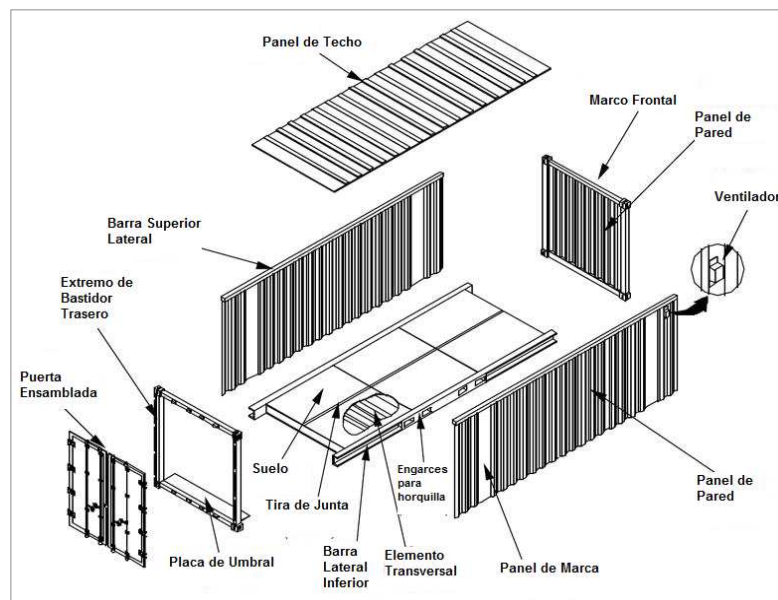 Panel de Techo
Marco Frontal
Panel de
Pared
Ventilador
Barra Superior
Lateral
Extremo de
Bastidor
Trasero
Puerta
Ensamblada
Suelo
Tira de Junta
Engarces
para
horquilla
Panel de
Pared
Placa de Umbral
Barra
Lateral
Inferior
Elemento
Transversal
Panel de Marca